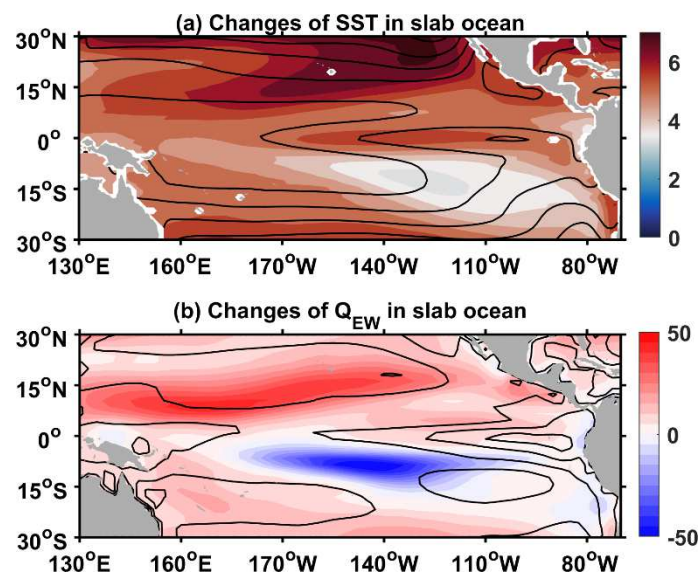 (a) Changes of SST in slab ocean
30°N
15°N
0°
15°S
30°S
130°E 160°E 170°W 140°W 110°W 80°W
6
4
2
0
(b) Changes of Q_EW in slab ocean
30°N
15°N
0°
15°S
30°S
130°E 160°E 170°W 140°W 110°W 80°W
50
0
-50